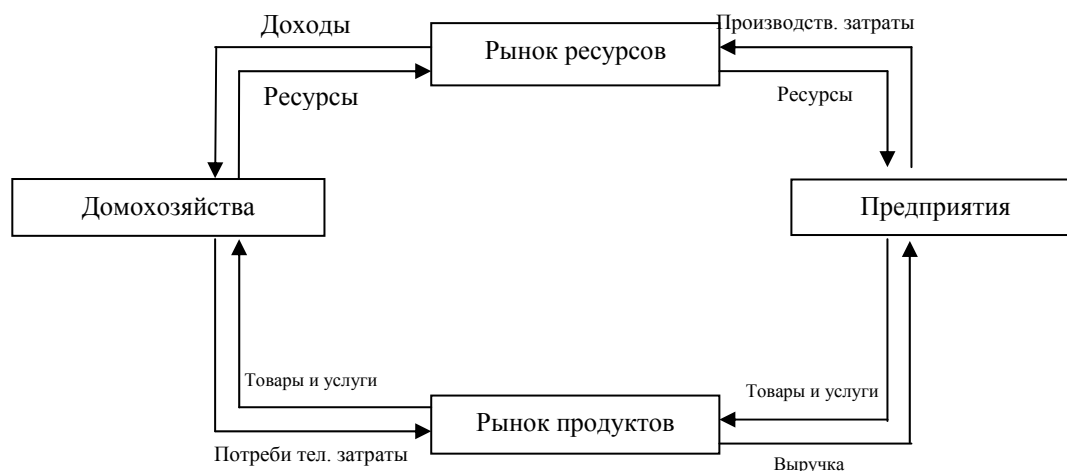 Доходы
Производств. затраты
Рынок ресурсов
Ресурсы
Ресурсы
Домохозяйства
Предприятия
Товары и услуги
Товары и услуги
Рынок продуктов
Потреби тел. затраты
Выручка